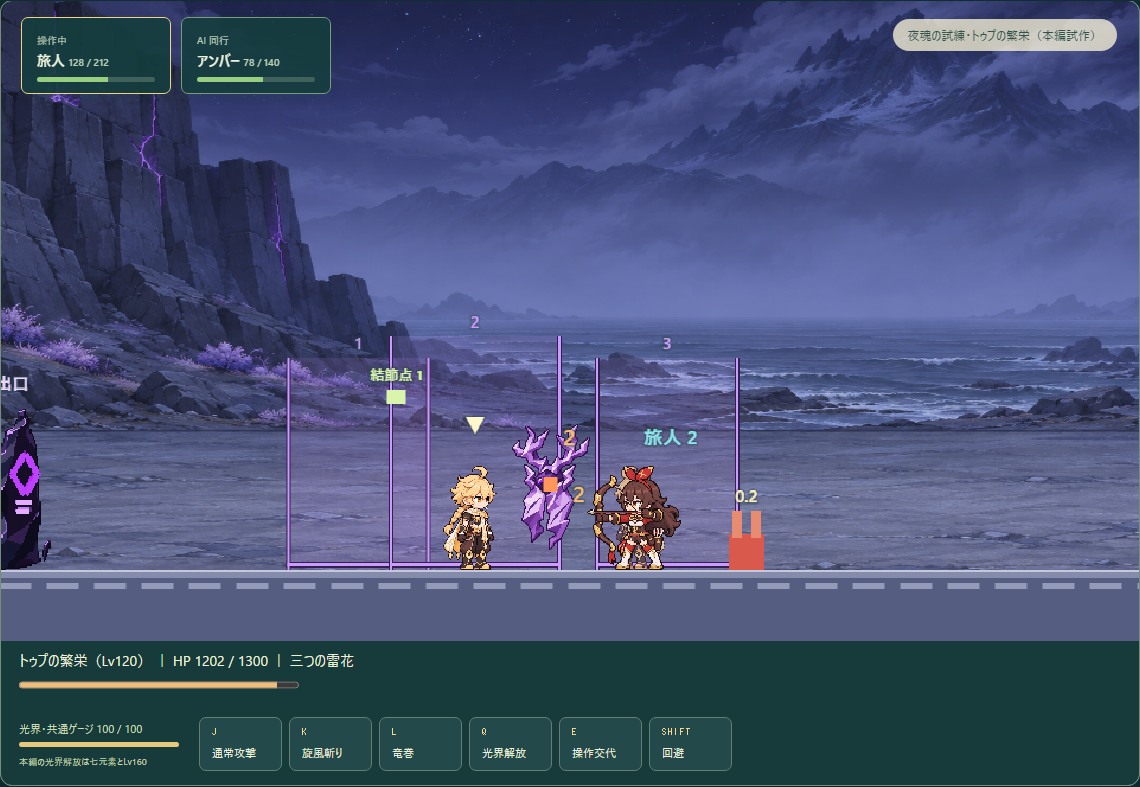 操作中
旅人 128 / 212
AI 同行
アンバー 78 / 140
夜魂の試練・トゥプの繁栄（本編試作）
2
1
3
結節点 1
出口
2
旅人 2
2
0.2
トゥプの繁栄（Lv120） | HP 1202 / 1300 | 三つの雷花
光界・共通ゲージ 100 / 100
本編の光界解放は七元素とLv160
J
通常攻撃
K
旋風斬り
L
竜巻
Q
光界解放
E
操作交代
SHIFT
回避